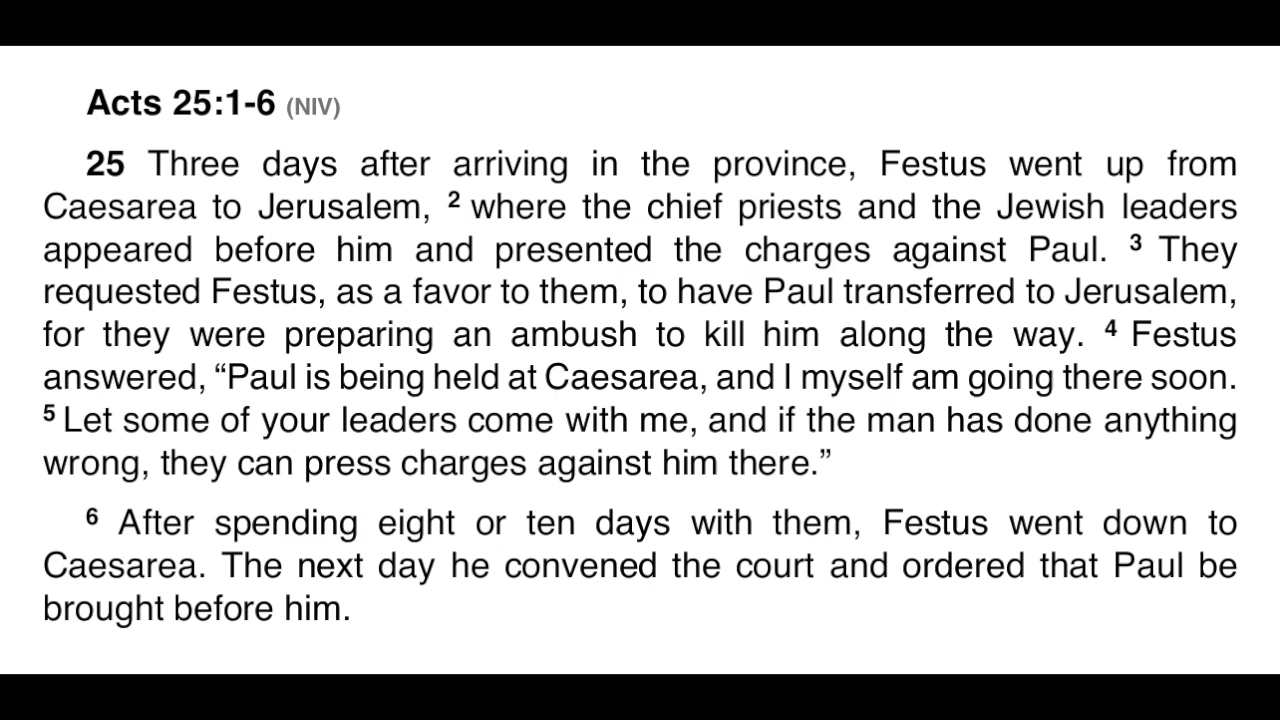 Acts 25:1-6 (NIV)
25 Three days after arriving in the province, Festus went up from
Caesarea to Jerusalem, 2 where the chief priests and the Jewish leaders
appeared before him and presented the charges against Paul. 3 They
requested Festus, as a favor to them, to have Paul transferred to Jerusalem,
for they were preparing an ambush to kill him along the way. 4 Festus
answered, “Paul is being held at Caesarea, and I myself am going there soon.
5 Let some of your leaders come with me, and if the man has done anything
wrong, they can press charges against him there.”
6 After spending eight or ten days with them, Festus went down to
Caesarea. The next day he convened the court and ordered that Paul be
brought before him.